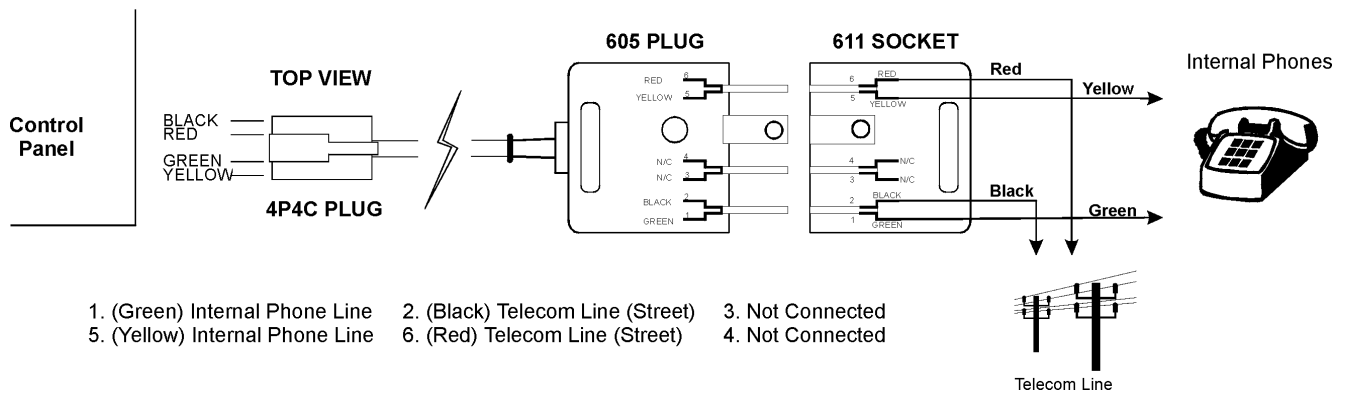 605 PLUG
611 SOCKET
Internal Phones
TOP VIEW
Control
Panel
BLACK
RED
GREEN
YELLOW
4P4C PLUG
RED 6
YELLOW 5
N/C 4
N/C 3
BLACK 2
GREEN 1
6 RED
5 YELLOW
4 N/C
3 N/C
2 BLACK
1 GREEN
Red
Yellow
Black
Green
1. (Green) Internal Phone Line 2. (Black) Telecom Line (Street) 3. Not Connected
5. (Yellow) Internal Phone Line 6. (Red) Telecom Line (Street) 4. Not Connected
Telecom Line